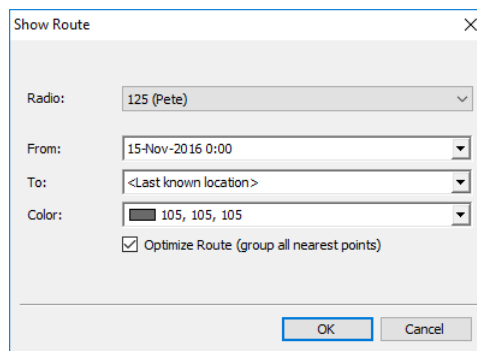 Show Route
Radio: 125 (Pete)
From: 15-Nov-2016 0:00
To: <Last known location>
Color: 105, 105, 105
Optimize Route (group all nearest points)
OK Cancel